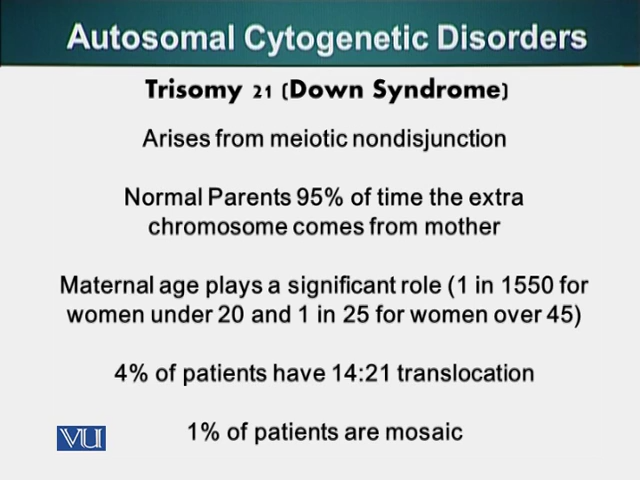 Autosomal Cytogenetic Disorders
Trisomy 21 (Down Syndrome)
Arises from meiotic nondisjunction
Normal Parents 95% of time the extra
chromosome comes from mother
Maternal age plays a significant role (1 in 1550 for
women under 20 and 1 in 25 for women over 45)
4% of patients have 14:21 translocation
1% of patients are mosaic
VU